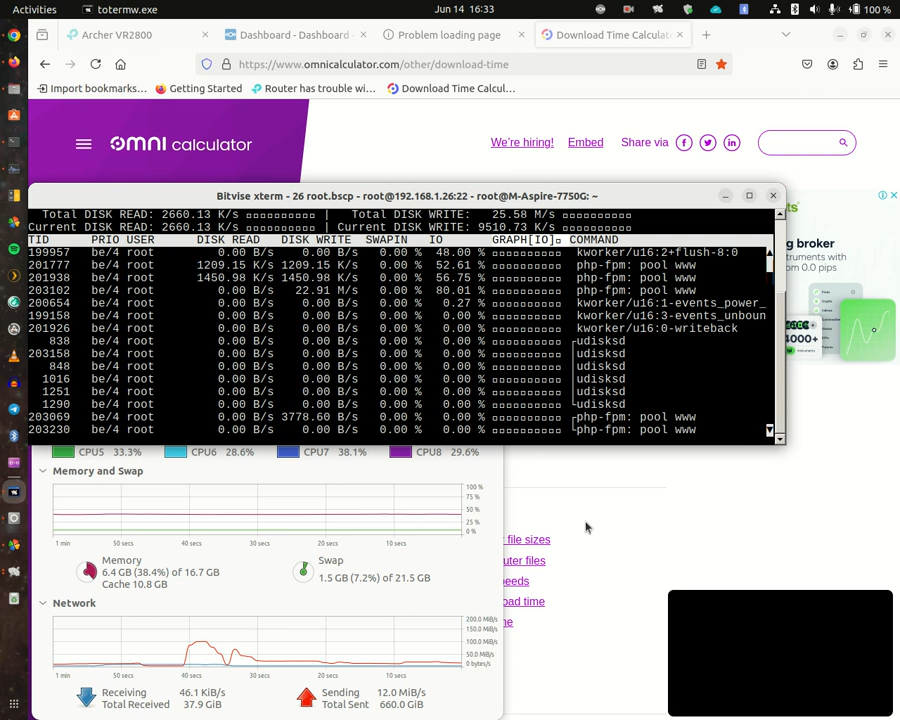 Activities
totermw.exe
Jun 14 16:33
100 %
Archer VR2800
Dashboard - Dashboard -
Problem loading page
Download Time Calculat
https://www.omnicalculator.com/other/download-time
Import bookmarks...
Getting Started
Router has trouble wi...
Download Time Calcul...
OMNI calculator
We're hiring!
Embed
Share via
Bitvise xterm - 26 root.bscp - root@192.168.1.26:22 - root@M-Aspire-7750G: ~
Total DISK READ: 2660.13 K/s | Total DISK WRITE: 25.58 M/s
Current DISK READ: 2660.13 K/s | Current DISK WRITE: 9510.73 K/s
TID PRIO USER DISK READ DISK WRITE SWAPIN IO GRAPH[IO] COMMAND
199957 be/4 root 0.00 B/s 0.00 B/s 0.00 % 48.00 % kworker/u16:2+flush-8:0
201777 be/4 root 1209.15 K/s 1209.15 K/s 0.00 % 52.61 % php-fpm: pool www
201938 be/4 root 1450.98 K/s 1450.98 K/s 0.00 % 56.75 % php-fpm: pool www
203102 be/4 root 0.00 B/s 22.91 M/s 0.00 % 80.01 % php-fpm: pool www
200654 be/4 root 0.00 B/s 0.00 B/s 0.00 % 0.27 % kworker/u16:1-events_power_
199158 be/4 root 0.00 B/s 0.00 B/s 0.00 % 0.00 % kworker/u16:3-events_unboun
201926 be/4 root 0.00 B/s 0.00 B/s 0.00 % 0.00 % kworker/u16:0-writeback
838 be/4 root 0.00 B/s 0.00 B/s 0.00 % 0.00 % udisksd
203158 be/4 root 0.00 B/s 0.00 B/s 0.00 % 0.00 % udisksd
848 be/4 root 0.00 B/s 0.00 B/s 0.00 % 0.00 % udisksd
1016 be/4 root 0.00 B/s 0.00 B/s 0.00 % 0.00 % udisksd
1251 be/4 root 0.00 B/s 0.00 B/s 0.00 % 0.00 % udisksd
1290 be/4 root 0.00 B/s 0.00 B/s 0.00 % 0.00 % udisksd
203069 be/4 root 0.00 B/s 3778.60 B/s 0.00 % 0.00 % php-fpm: pool www
203230 be/4 root 0.00 B/s 0.00 B/s 0.00 % 0.00 % php-fpm: pool www
ng broker
om 0.0 pips
4000+
CPU5 33.3%
CPU6 28.6%
CPU7 38.1%
CPU8 29.6%
Memory and Swap
100 %
75 %
50 %
25 %
0 %
1 min
50 secs
40 secs
30 secs
20 secs
10 secs
Memory
6.4 GB (38.4%) of 16.7 GB
Cache 10.8 GB
Swap
1.5 GB (7.2%) of 21.5 GB
file sizes
uter files
peeds
oad time
me
Network
200.0 MiB/s
150.0 MiB/s
100.0 MiB/s
50.0 MiB/s
0 bytes/s
1 min
50 secs
40 secs
30 secs
20 secs
10 secs
Receiving 46.1 KiB/s
Total Received 37.9 GiB
Sending 12.0 MiB/s
Total Sent 660.0 GiB